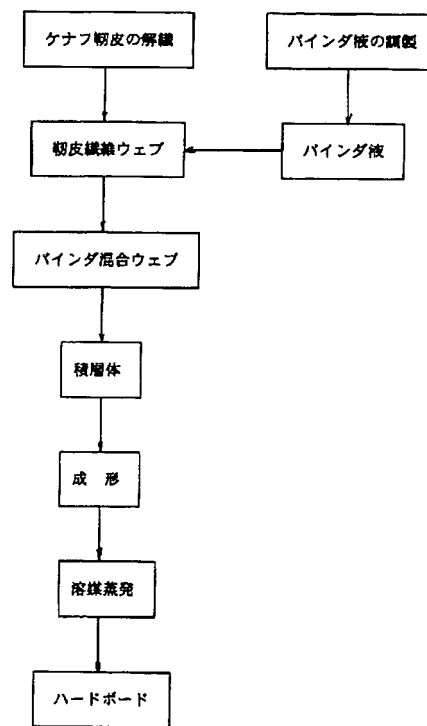 ケナフ靭皮の解繊
バインダ液の調製
靭皮繊維ウェブ
バインダ液
バインダ混合ウェブ
積層体
成 形
溶媒蒸発
ハードボード